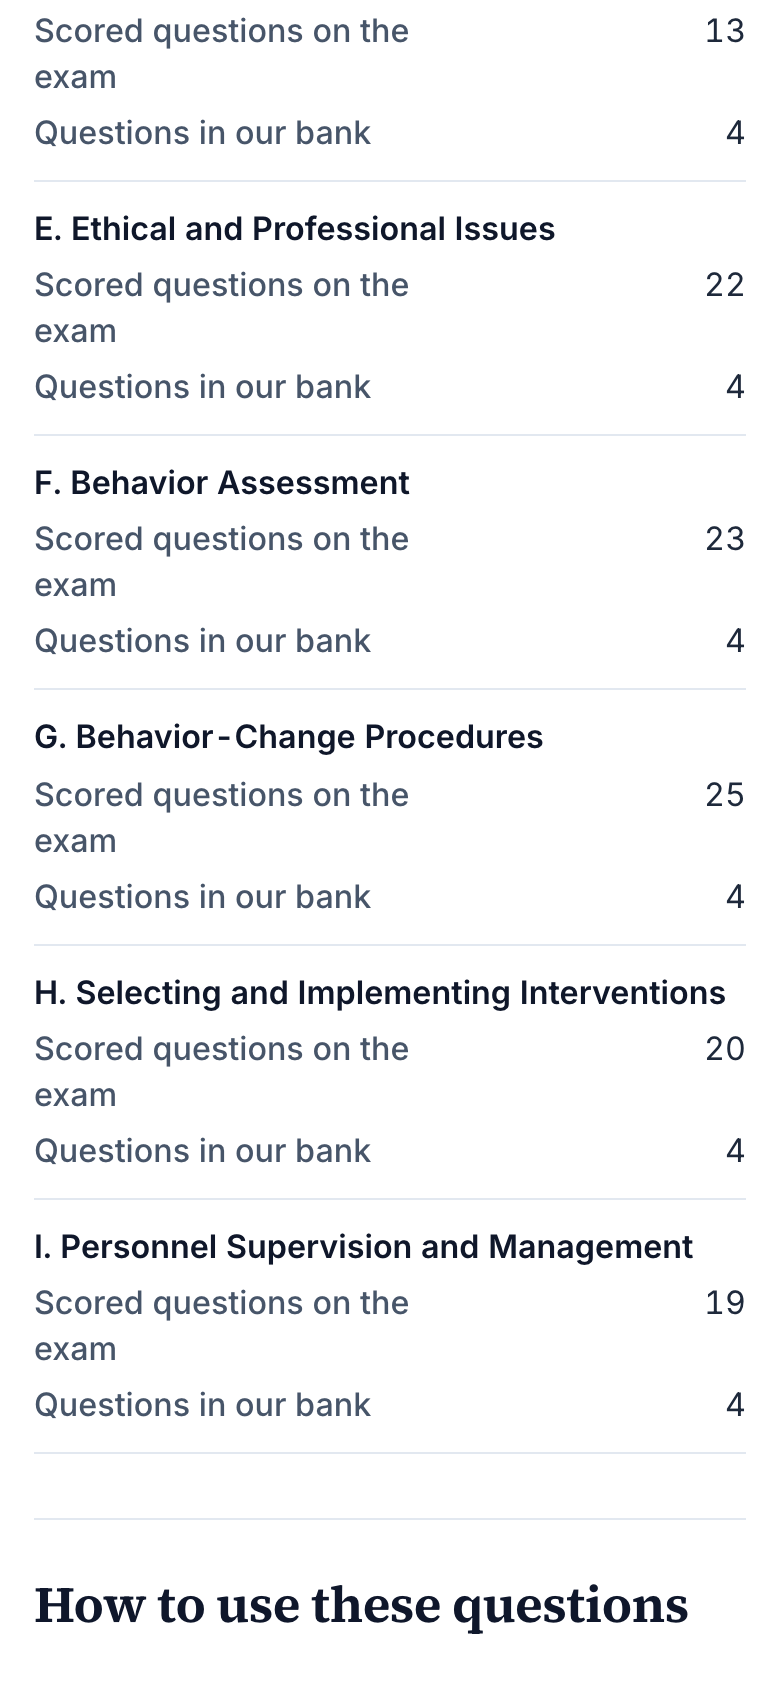 Scored questions on the 13
exam
Questions in our bank 4
E. Ethical and Professional Issues
Scored questions on the 22
exam
Questions in our bank 4
F. Behavior Assessment
Scored questions on the 23
exam
Questions in our bank 4
G. Behavior-Change Procedures
Scored questions on the 25
exam
Questions in our bank 4
H. Selecting and Implementing Interventions
Scored questions on the 20
exam
Questions in our bank 4
I. Personnel Supervision and Management
Scored questions on the 19
exam
Questions in our bank 4
How to use these questions